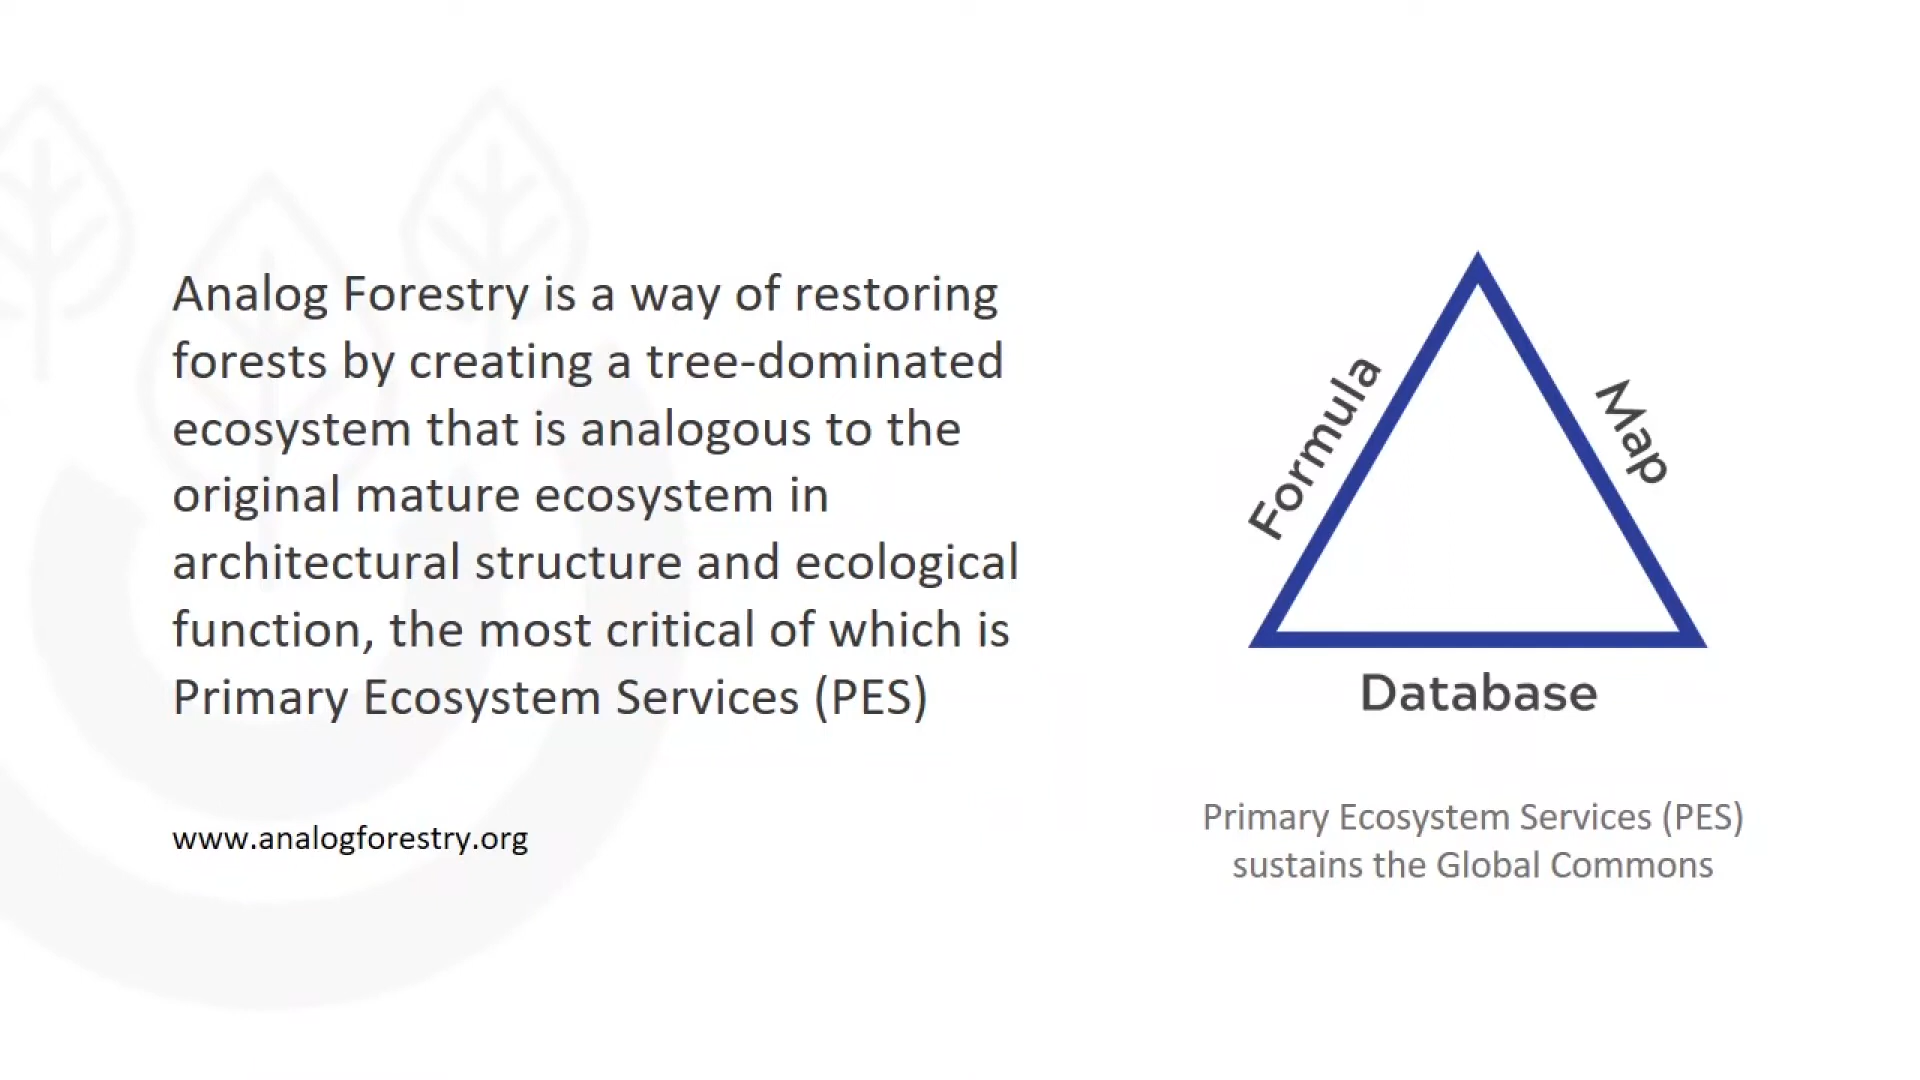 Analog Forestry is a way of restoring
forests by creating a tree-dominated
ecosystem that is analogous to the
original mature ecosystem in
architectural structure and ecological
function, the most critical of which is
Primary Ecosystem Services (PES)
www.analogforestry.org
Formula
Map
Database
Primary Ecosystem Services (PES)
sustains the Global Commons